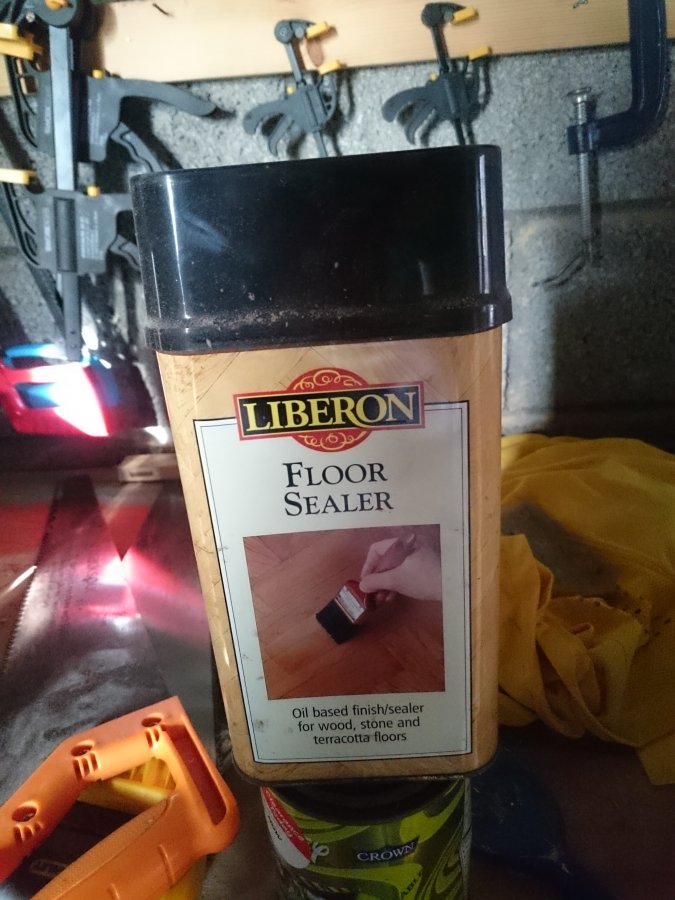 LIBERON
FLOOR
SEALER
Oil based finish/sealer
for wood, stone and
terracotta floors
CROWN